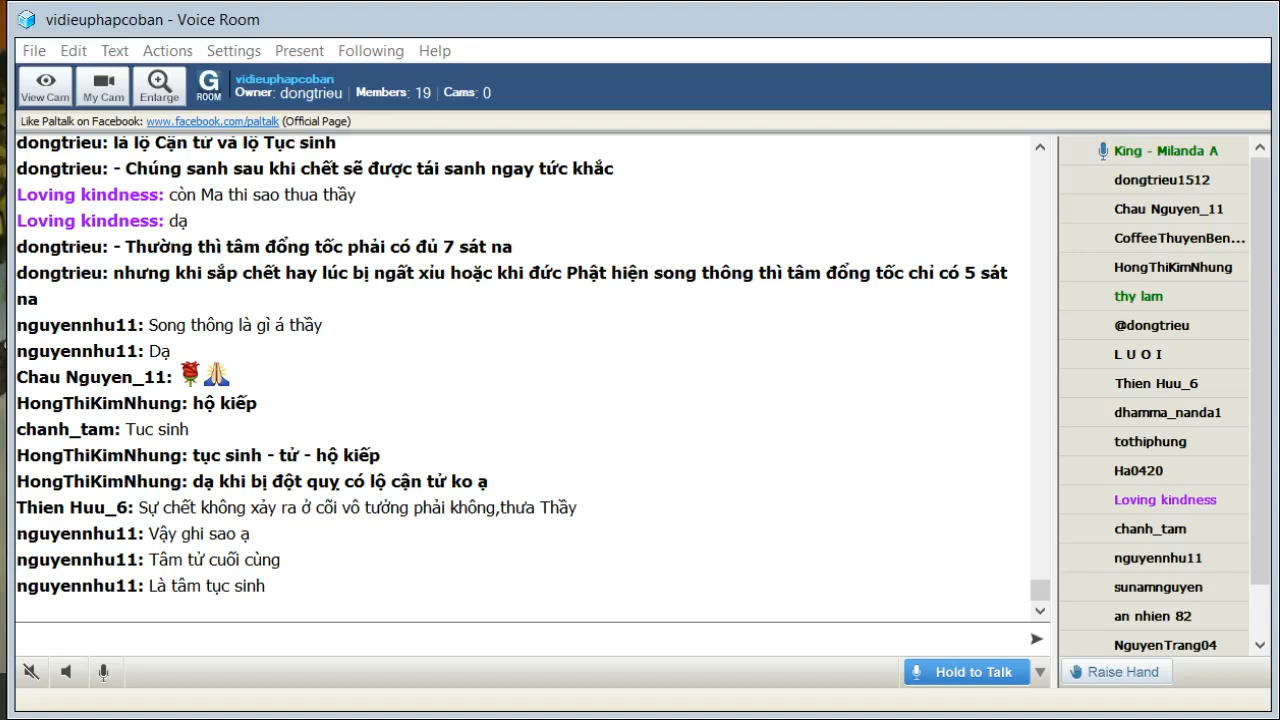 vidieuphapcoban - Voice Room
File Edit Text Actions Settings Present Following Help
View Cam My Cam Enlarge G ROOM
vidieuphapcoban
Owner: dongtrieu | Members: 19 | Cams: 0
Like Paltalk on Facebook: www.facebook.com/paltalk (Official Page)
dongtrieu: là lộ Cận tử và lộ Tục sinh
dongtrieu: - Chúng sanh sau khi chết sẽ được tái sanh ngay tức khắc
Loving kindness: còn Ma thi sao thua thầy
Loving kindness: dạ
dongtrieu: - Thường thì tâm đổng tốc phải có đủ 7 sát na
dongtrieu: nhưng khi sắp chết hay lúc bị ngất xỉu hoặc khi đức Phật hiện song thông thì tâm đổng tốc chỉ có 5 sát
na
nguyennhu11: Song thông là gì á thầy
nguyennhu11: Dạ
Chau Nguyen_11:
HongThiKimNhung: hộ kiếp
chanh_tam: Tuc sinh
HongThiKimNhung: tục sinh - tử - hộ kiếp
HongThiKimNhung: dạ khi bị đột quỵ có lộ cận tử ko ạ
Thien Huu_6: Sự chết không xảy ra ở cõi vô tưởng phải không,thưa Thầy
nguyennhu11: Vậy ghi sao ạ
nguyennhu11: Tâm tử cuối cùng
nguyennhu11: Là tâm tục sinh
King - Milanda A
dongtrieu1512
Chau Nguyen_11
CoffeeThuyenBen...
HongThiKimNhung
thy lam
@dongtrieu
L U O I
Thien Huu_6
dhamma_nanda1
tothiphung
Ha0420
Loving kindness
chanh_tam
nguyennhu11
sunamnguyen
an nhien 82
NguyenTrang04
Hold to Talk
Raise Hand